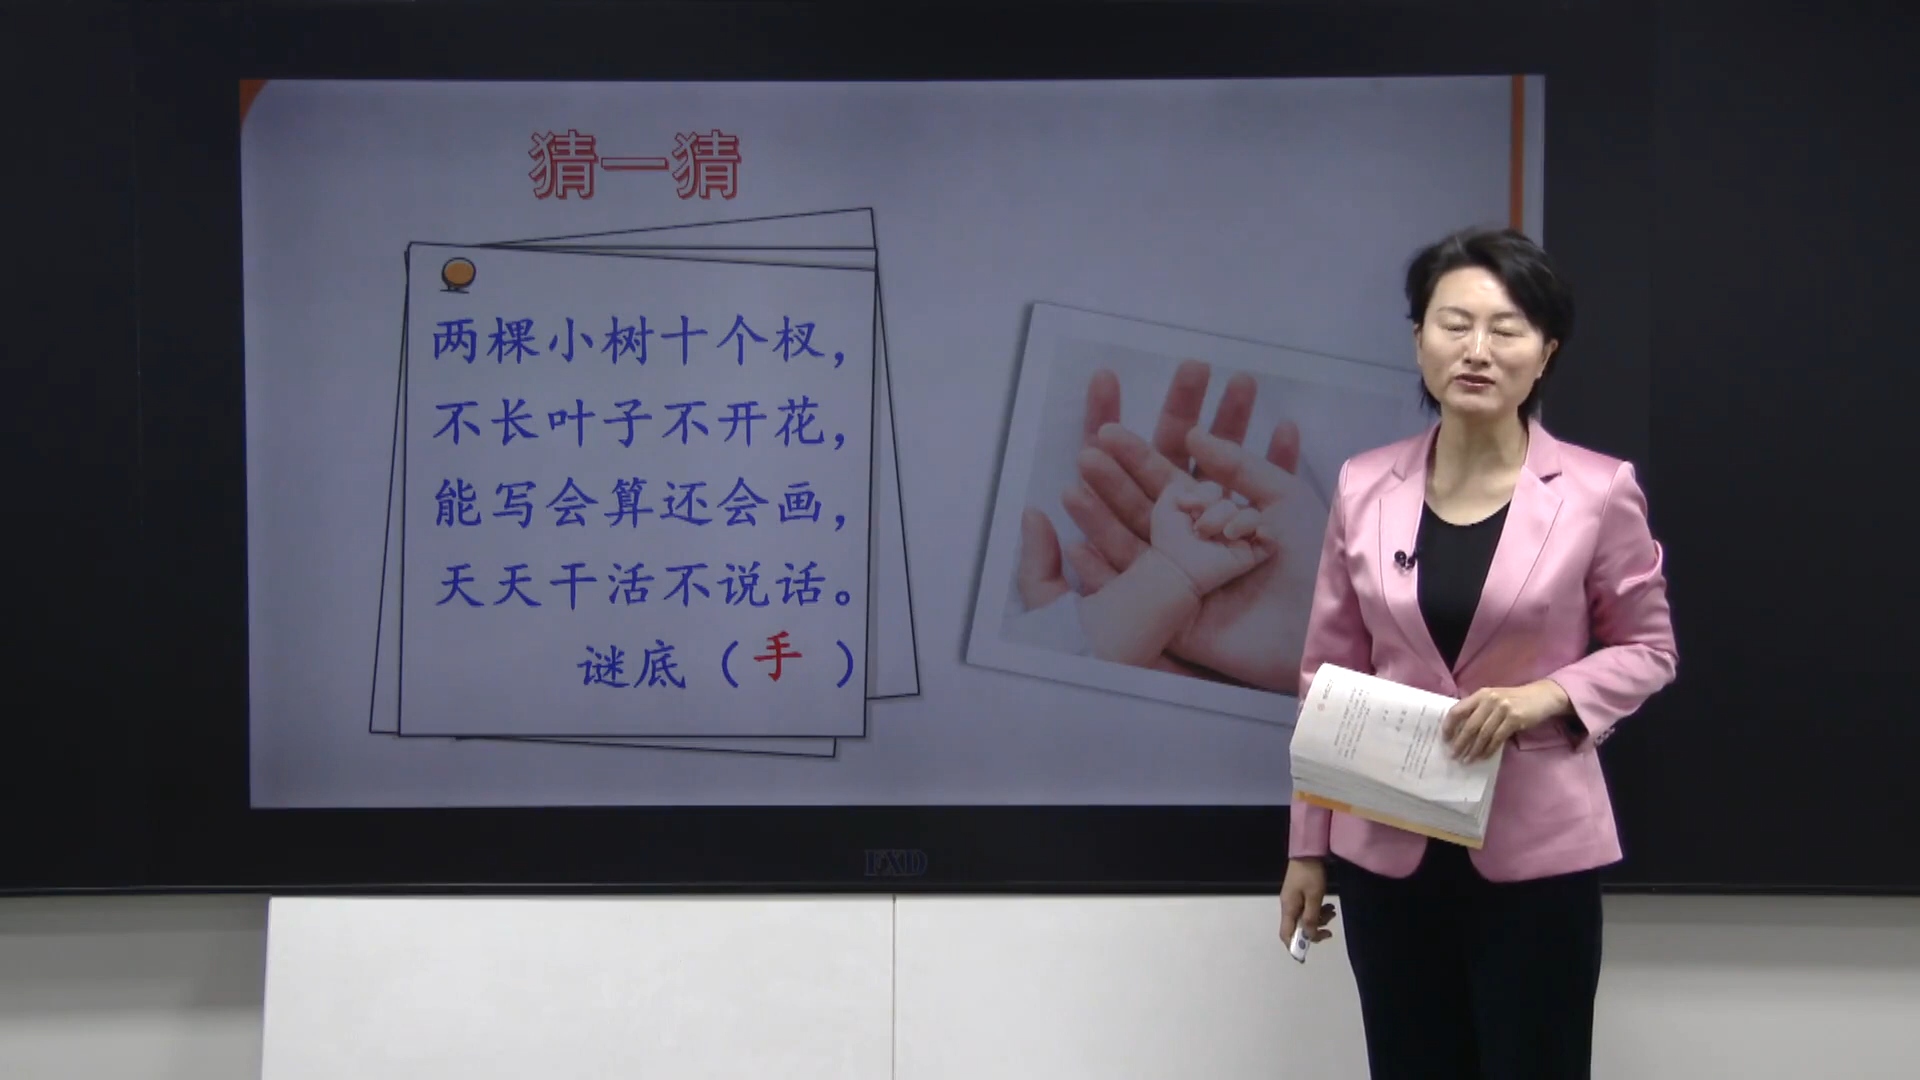 猜一猜
两棵小树十个杈，
不长叶子不开花，
能写会算还会画，
天天干活不说话。
谜底（手）
FXD